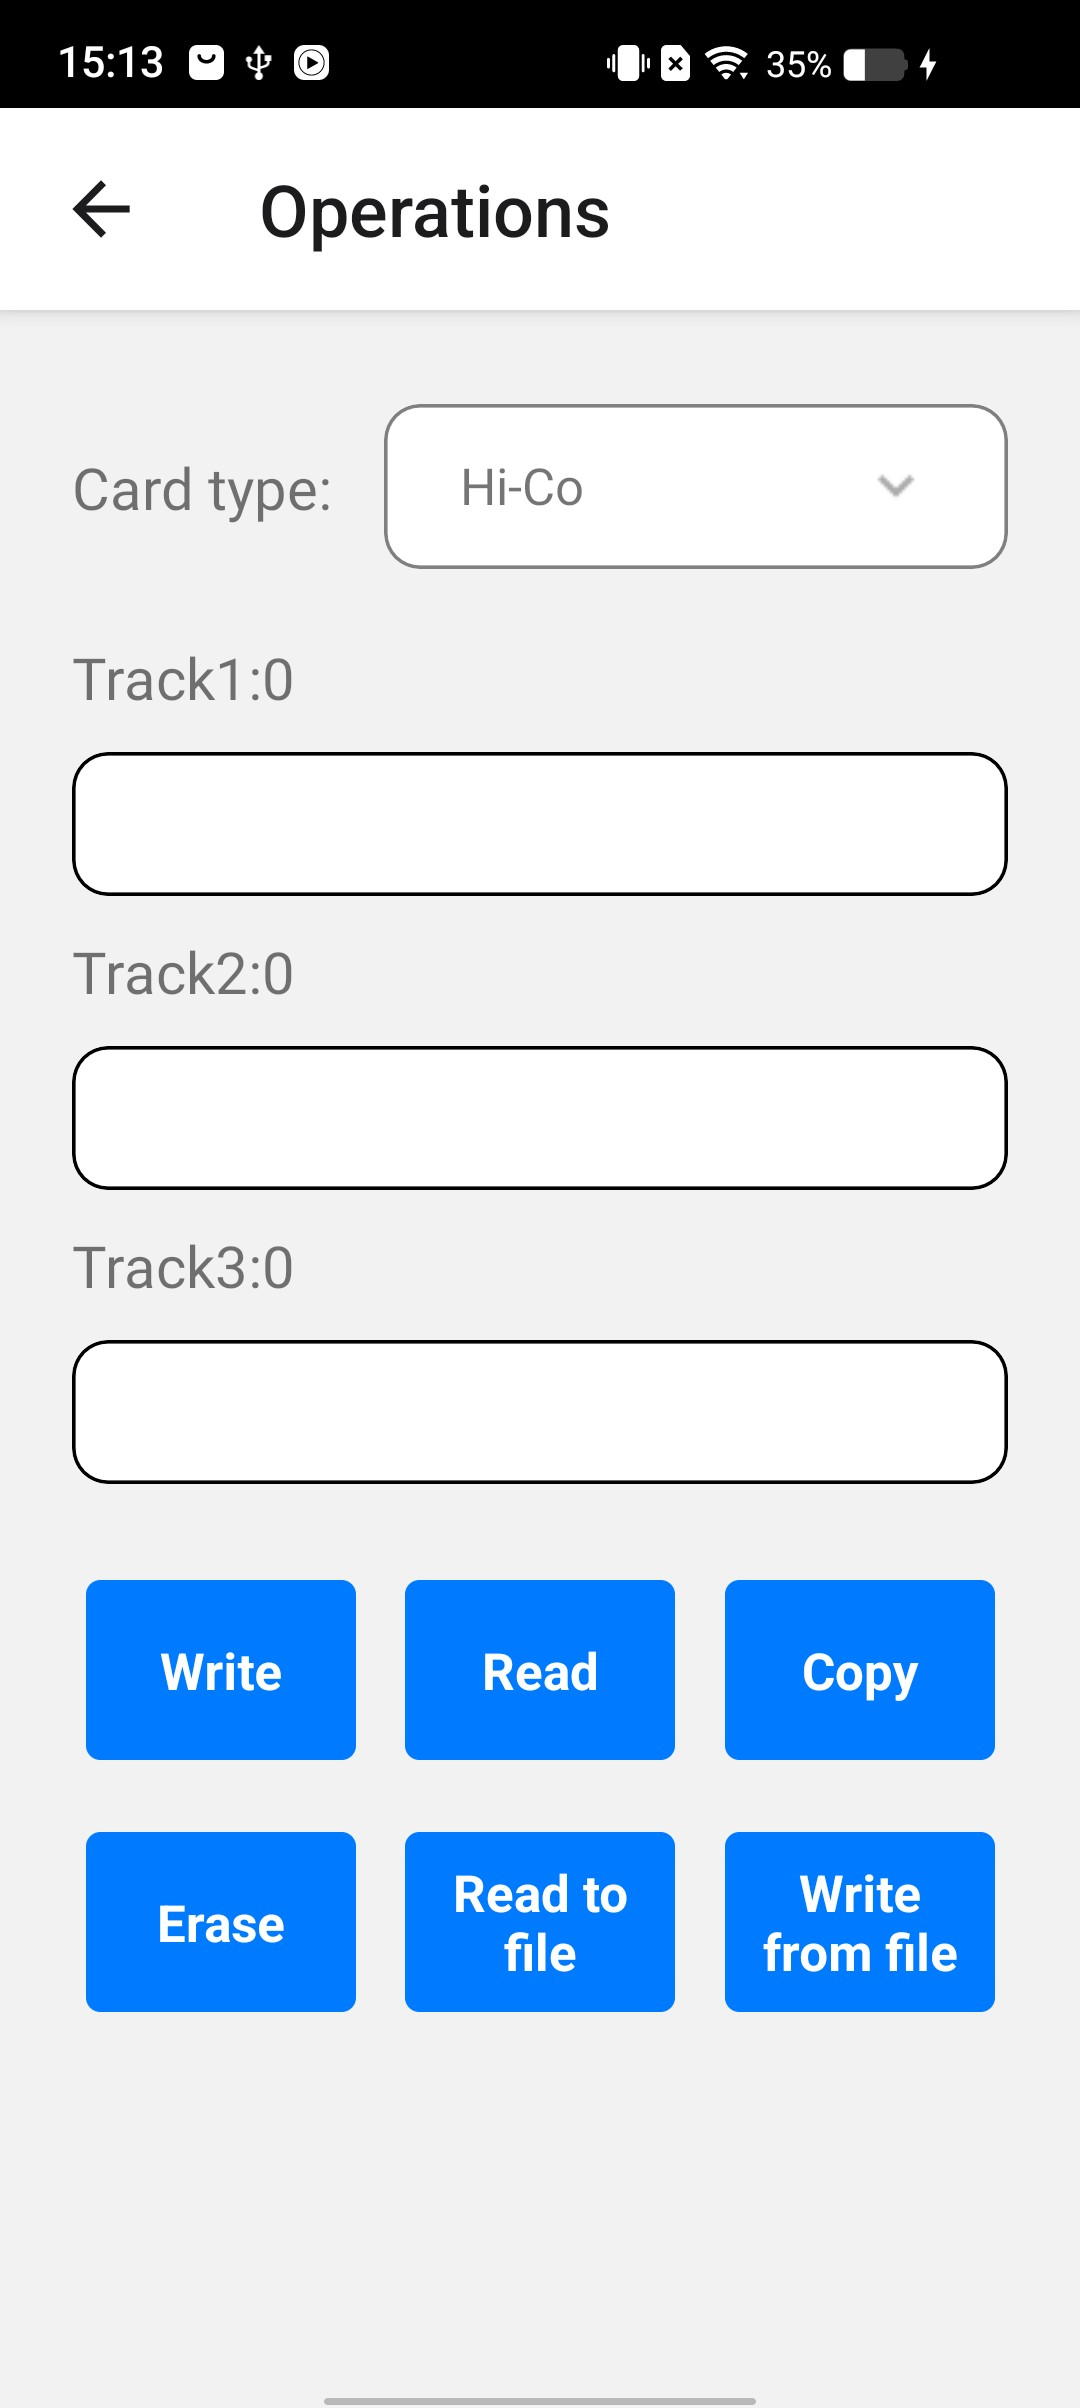 15:13
35%
Operations
Card type:
Hi-Co
Track1:0
Track2:0
Track3:0
Write
Read
Copy
Erase
Read to
file
Write
from file